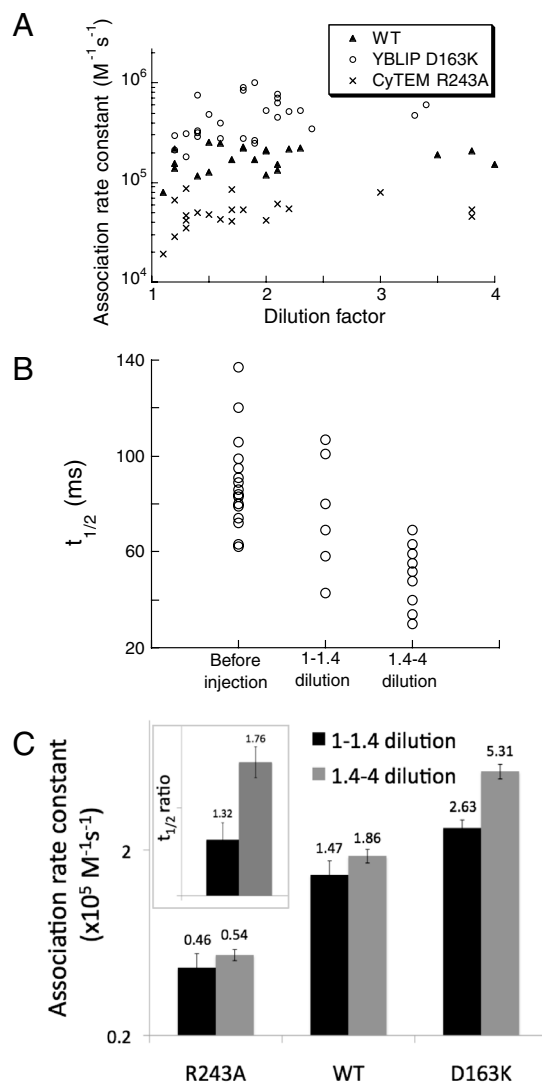 A
Association rate constant (M⁻¹s⁻¹)
10⁶
10⁵
10⁴
WT
YBLIP D163K
CyTEM R243A
1 2 3 4
Dilution factor
B
t1/2 (ms)
140
100
60
20
Before injection
1-1.4 dilution
1.4-4 dilution
C
Association rate constant
(x10⁵ M⁻¹s⁻¹)
2
0.2
t1/2 ratio
1.32
1.76
1-1.4 dilution
1.4-4 dilution
0.46
0.54
1.47
1.86
2.63
5.31
R243A WT D163K